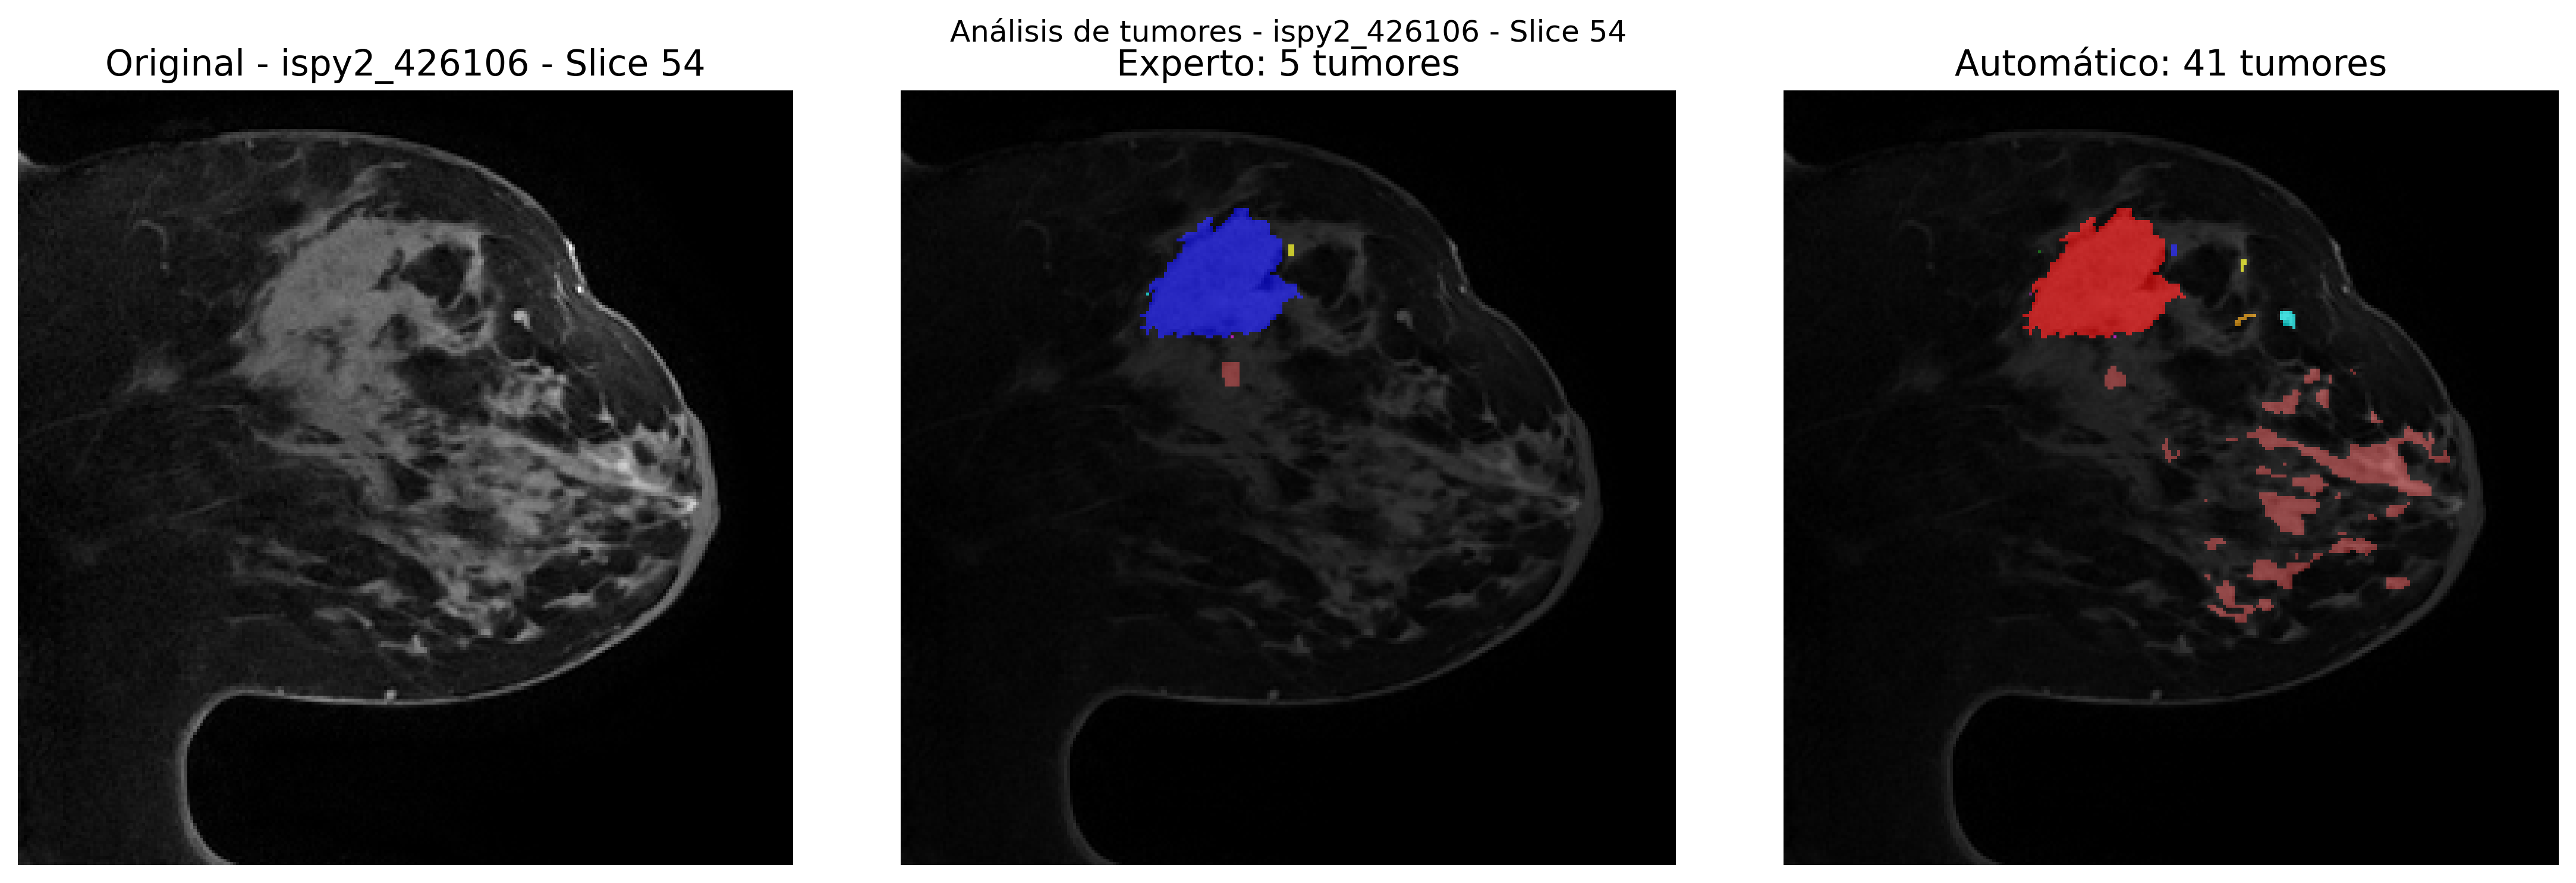 Análisis de tumores - ispy2_426106 - Slice 54
Original - ispy2_426106 - Slice 54
Experto: 5 tumores
Automático: 41 tumores